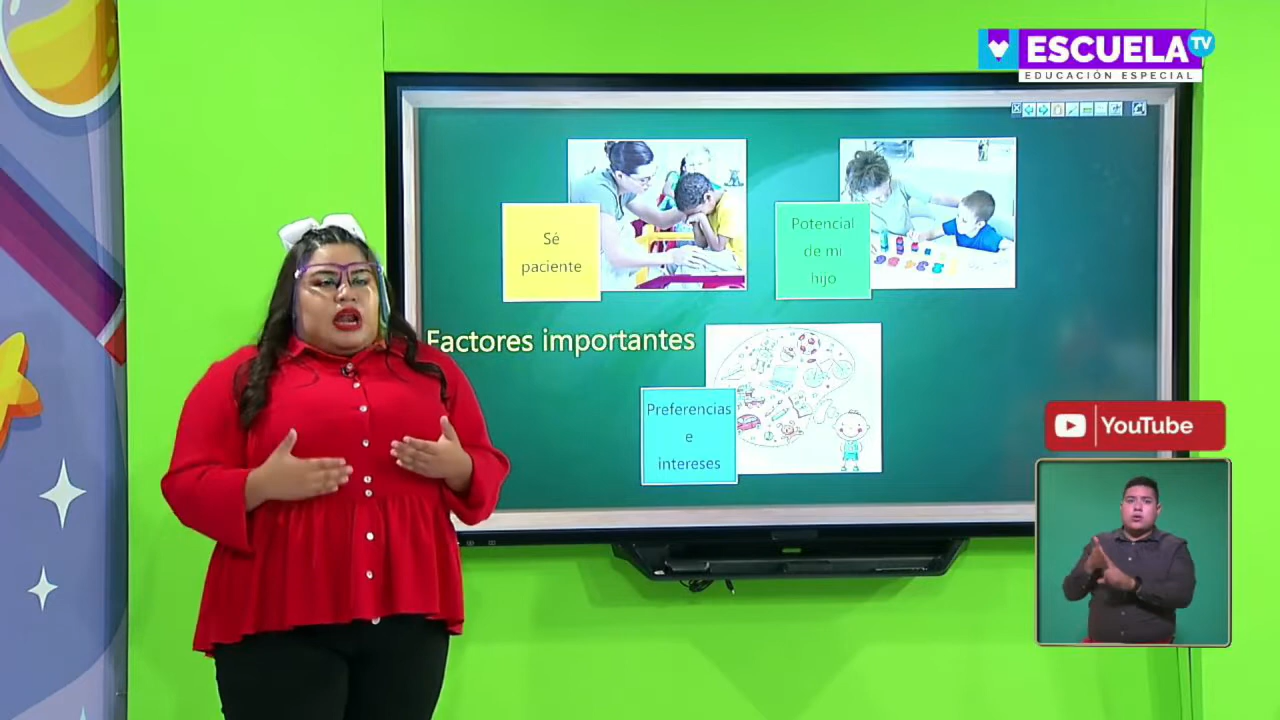 ESCUELA TV
EDUCACIÓN ESPECIAL
Sé
paciente
Potencial
de mi
hijo
Factores importantes
Preferencias
e
intereses
YouTube